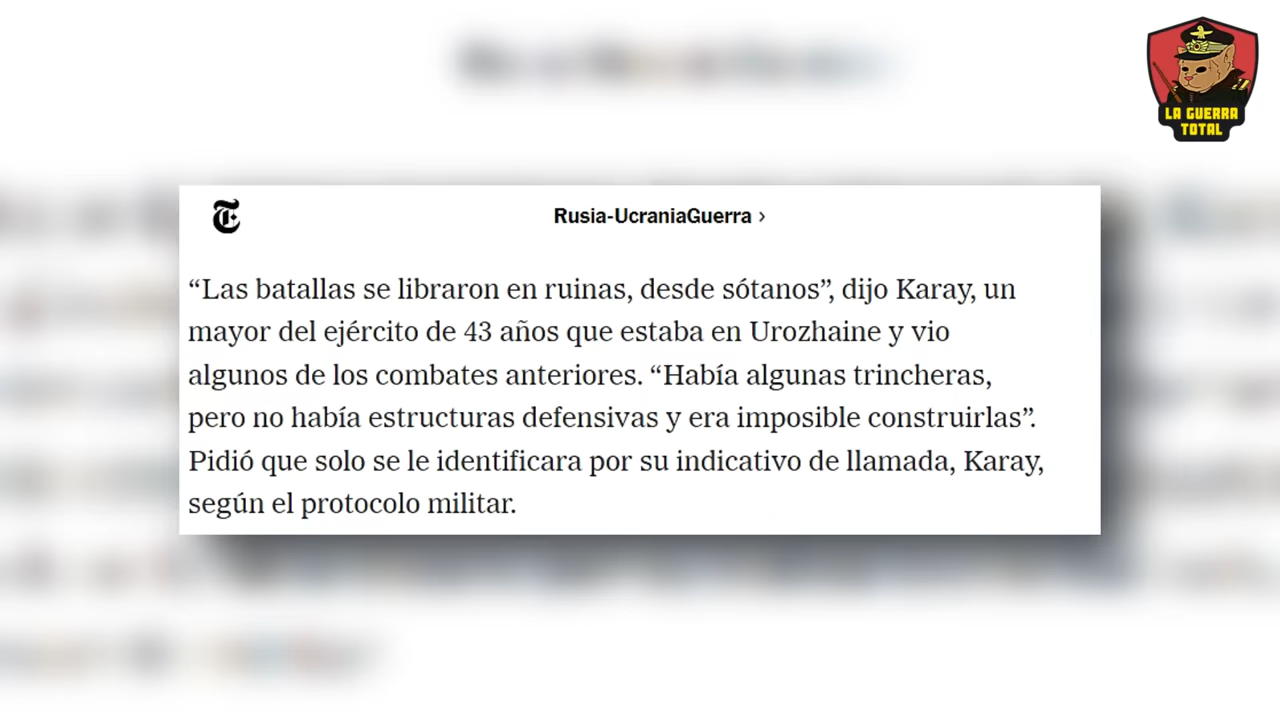 LA GUERRA
TOTAL
Rusia-UcraniaGuerra ›
“Las batallas se libraron en ruinas, desde sótanos”, dijo Karay, un
mayor del ejército de 43 años que estaba en Urozhaine y vio
algunos de los combates anteriores. “Había algunas trincheras,
pero no había estructuras defensivas y era imposible construirlas”.
Pidió que solo se le identificara por su indicativo de llamada, Karay,
según el protocolo militar.